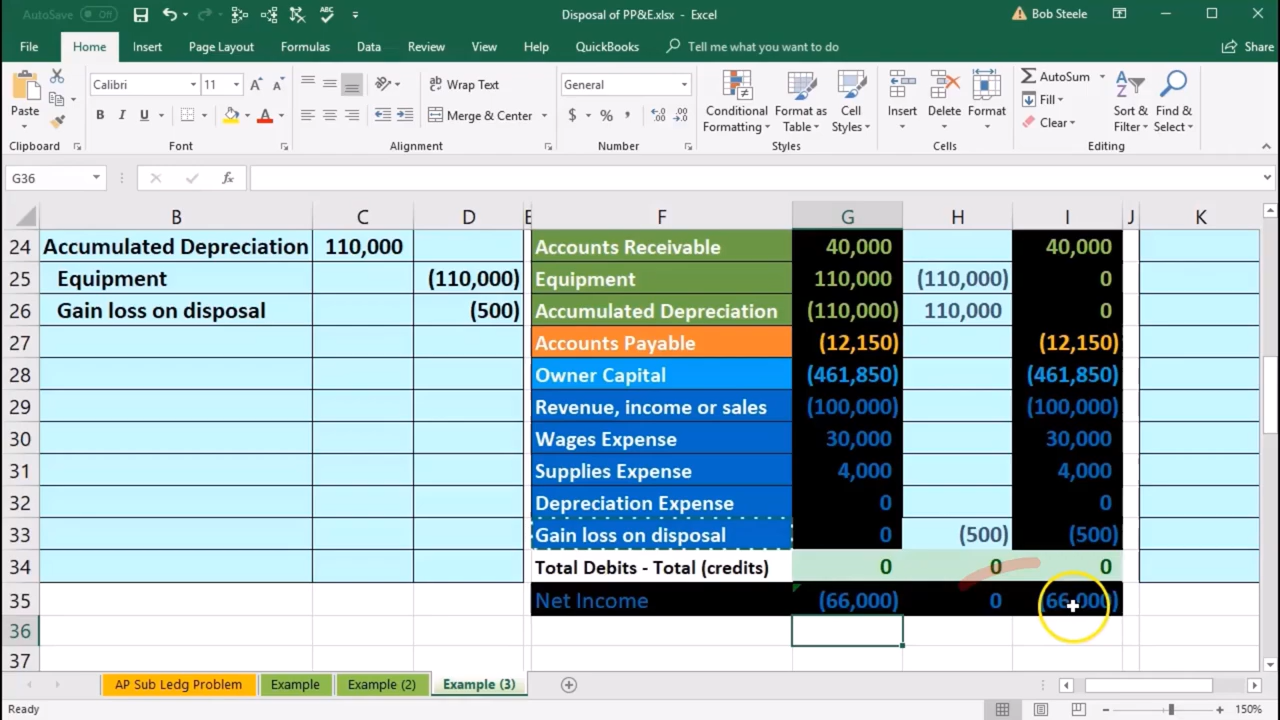 AutoSave Off Disposal of PP&E.xlsx - Excel Bob Steele
File Home Insert Page Layout Formulas Data Review View Help QuickBooks Tell me what you want to do Share
Paste Calibri 11 A A Wrap Text General Conditional Formatting Format as Table Cell Styles Insert Delete Format AutoSum Sort & Filter Find & Select
B I U A Merge & Center $ % , Fill
Clear
Clipboard Font Alignment Number Styles Cells Editing
G36 fx
B C D E F G H I J K
24 Accumulated Depreciation 110,000 Accounts Receivable 40,000 40,000
25 Equipment (110,000) Equipment 110,000 (110,000) 0
26 Gain loss on disposal (500) Accumulated Depreciation (110,000) 110,000 0
27 Accounts Payable (12,150) (12,150)
28 Owner Capital (461,850) (461,850)
29 Revenue, income or sales (100,000) (100,000)
30 Wages Expense 30,000 30,000
31 Supplies Expense 4,000 4,000
32 Depreciation Expense 0 0
33 Gain loss on disposal 0 (500) (500)
34 Total Debits - Total (credits) 0 0 0
35 Net Income (66,000) 0 (66,000)
36
37
AP Sub Ledg Problem Example Example (2) Example (3)
Ready 150%